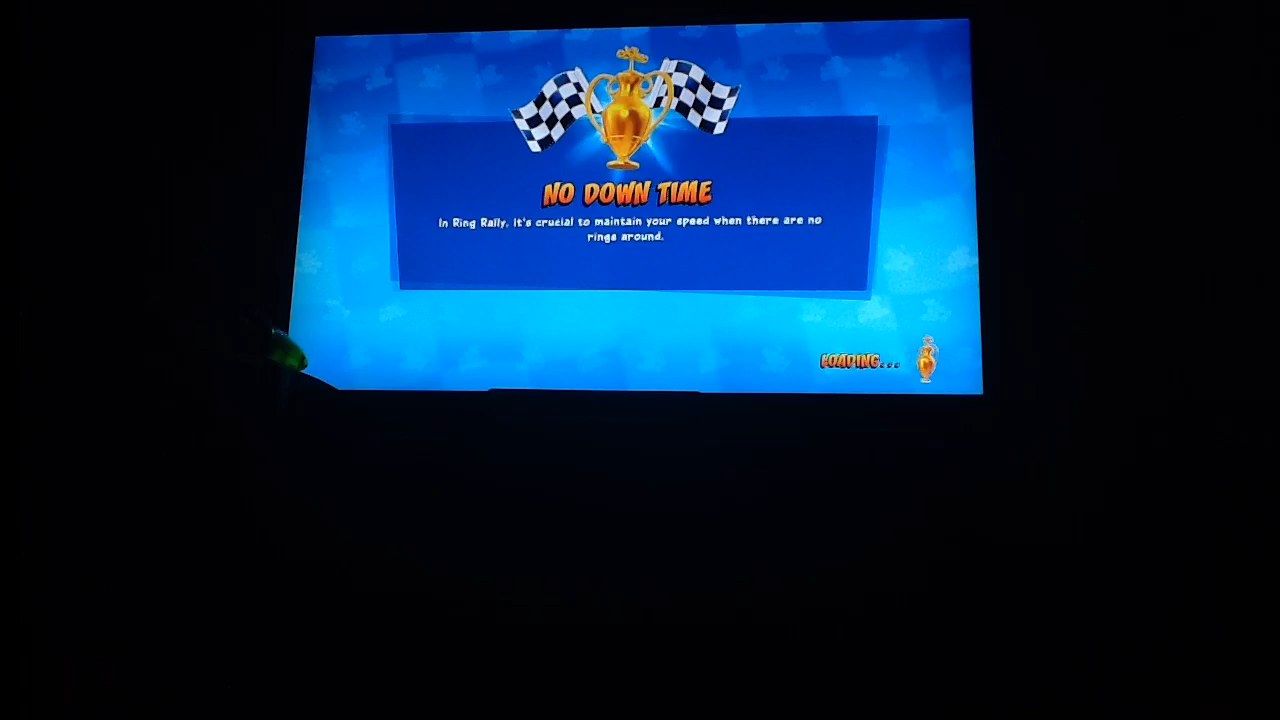 NO DOWN TIME
In Ring Rally, it's crucial to maintain your speed when there are no
rings around.
LOADING...